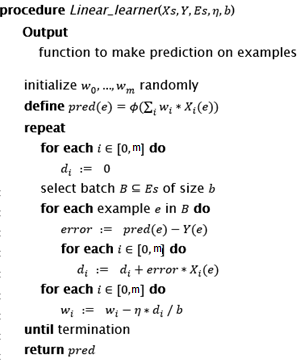 procedure Linear_learner(Xs,Y,Es,η,b)
Output
function to make prediction on examples
initialize w₀, ...,wₘ randomly
define pred(e) = ϕ(∑ᵢ wᵢ * Xᵢ(e))
repeat
for each i ∈ [0,m] do
dᵢ := 0
select batch B ⊆ Es of size b
for each example e in B do
error := pred(e) − Y(e)
for each i ∈ [0,m] do
dᵢ := dᵢ + error * Xᵢ(e)
for each i ∈ [0,m] do
wᵢ := wᵢ − η * dᵢ / b
until termination
return pred